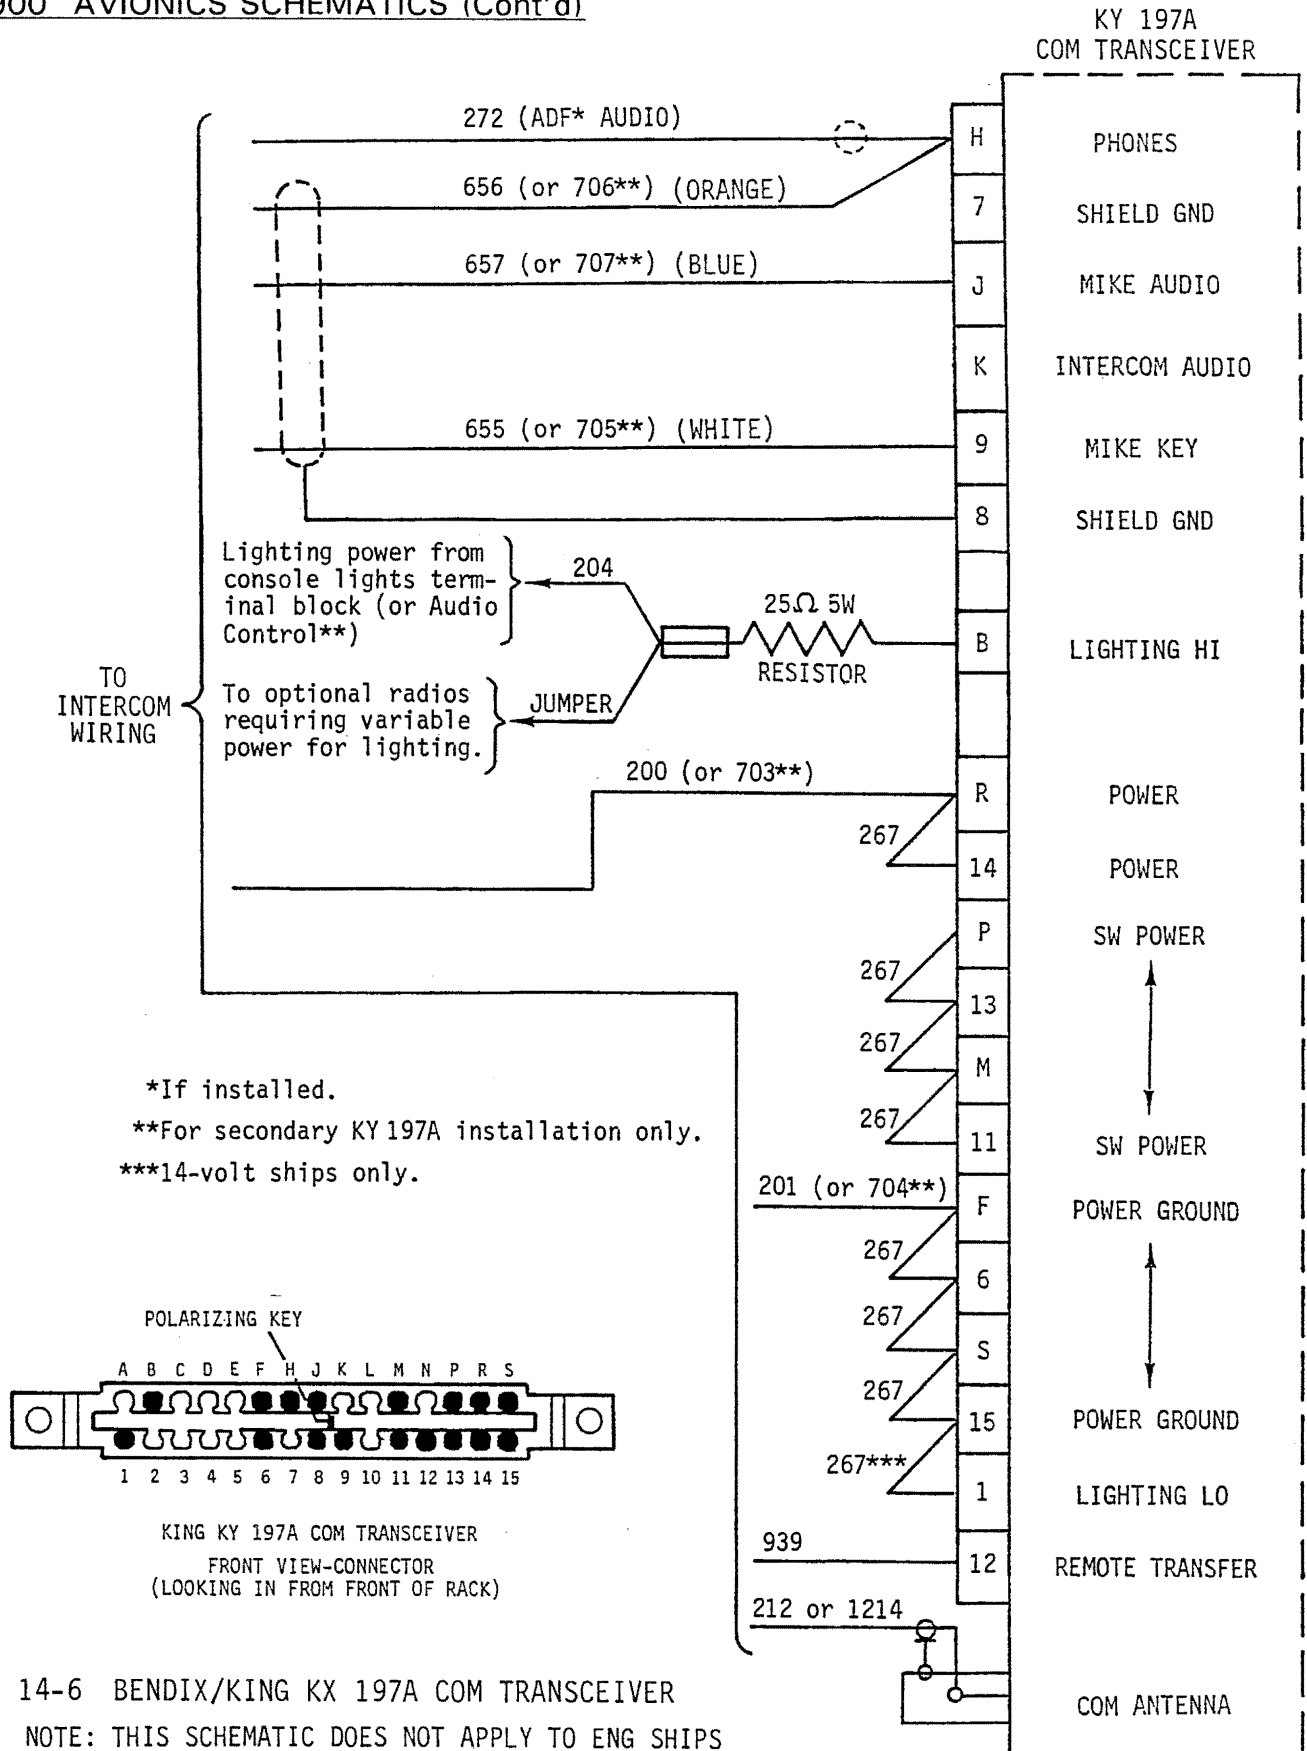 900 AVIONICS SCHEMATICS (Cont'd)
KY 197A
COM TRANSCEIVER
272 (ADF* AUDIO)
H PHONES
656 (or 706**) (ORANGE)
7 SHIELD GND
657 (or 707**) (BLUE)
J MIKE AUDIO
K INTERCOM AUDIO
655 (or 705**) (WHITE)
9 MIKE KEY
8 SHIELD GND
Lighting power from
console lights term-
inal block (or Audio
Control**)
204
25Ω 5W
RESISTOR
B LIGHTING HI
TO
INTERCOM
WIRING
To optional radios
requiring variable
power for lighting.
JUMPER
200 (or 703**)
R POWER
267
14 POWER
P SW POWER
267
13
267
M
267
11 SW POWER
*If installed.
**For secondary KY 197A installation only.
***14-volt ships only.
201 (or 704**)
F POWER GROUND
267
6
267
S
267
15 POWER GROUND
267***
1 LIGHTING LO
939
12 REMOTE TRANSFER
212 or 1214
COM ANTENNA
POLARIZING KEY
A B C D E F H J K L M N P R S
1 2 3 4 5 6 7 8 9 10 11 12 13 14 15
KING KY 197A COM TRANSCEIVER
FRONT VIEW-CONNECTOR
(LOOKING IN FROM FRONT OF RACK)
14-6 BENDIX/KING KX 197A COM TRANSCEIVER
NOTE: THIS SCHEMATIC DOES NOT APPLY TO ENG SHIPS